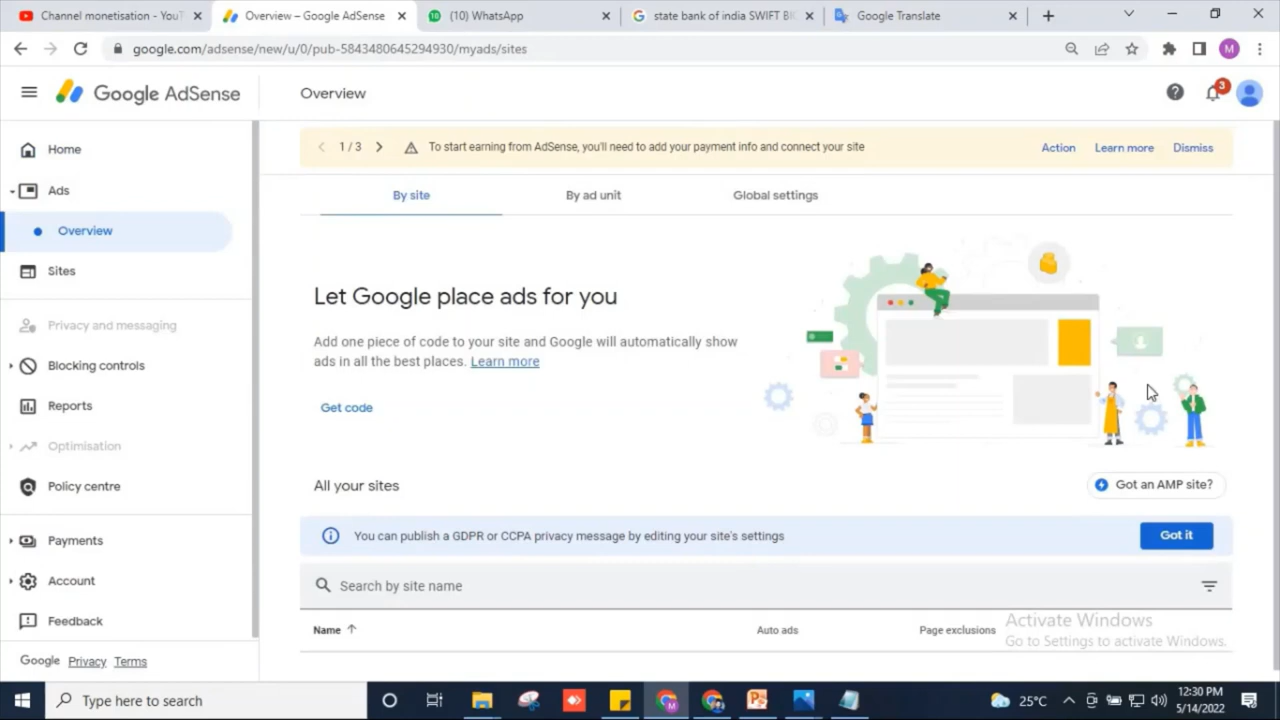 Channel monetisation - YouT
Overview – Google AdSense
(10) WhatsApp
state bank of india SWIFT BI
Google Translate
google.com/adsense/new/u/0/pub-5843480645294930/myads/sites
M
Google AdSense
Overview
3
Home
Ads
Overview
Sites
Privacy and messaging
Blocking controls
Reports
Optimisation
Policy centre
Payments
Account
Feedback
Google Privacy Terms
1 / 3
To start earning from AdSense, you'll need to add your payment info and connect your site
Action
Learn more
Dismiss
By site
By ad unit
Global settings
Let Google place ads for you
Add one piece of code to your site and Google will automatically show
ads in all the best places. Learn more
Get code
All your sites
Got an AMP site?
You can publish a GDPR or CCPA privacy message by editing your site's settings
Got it
Search by site name
Name
Auto ads
Page exclusions
Activate Windows
Go to Settings to activate Windows.
Type here to search
25°C
12:30 PM
5/14/2022